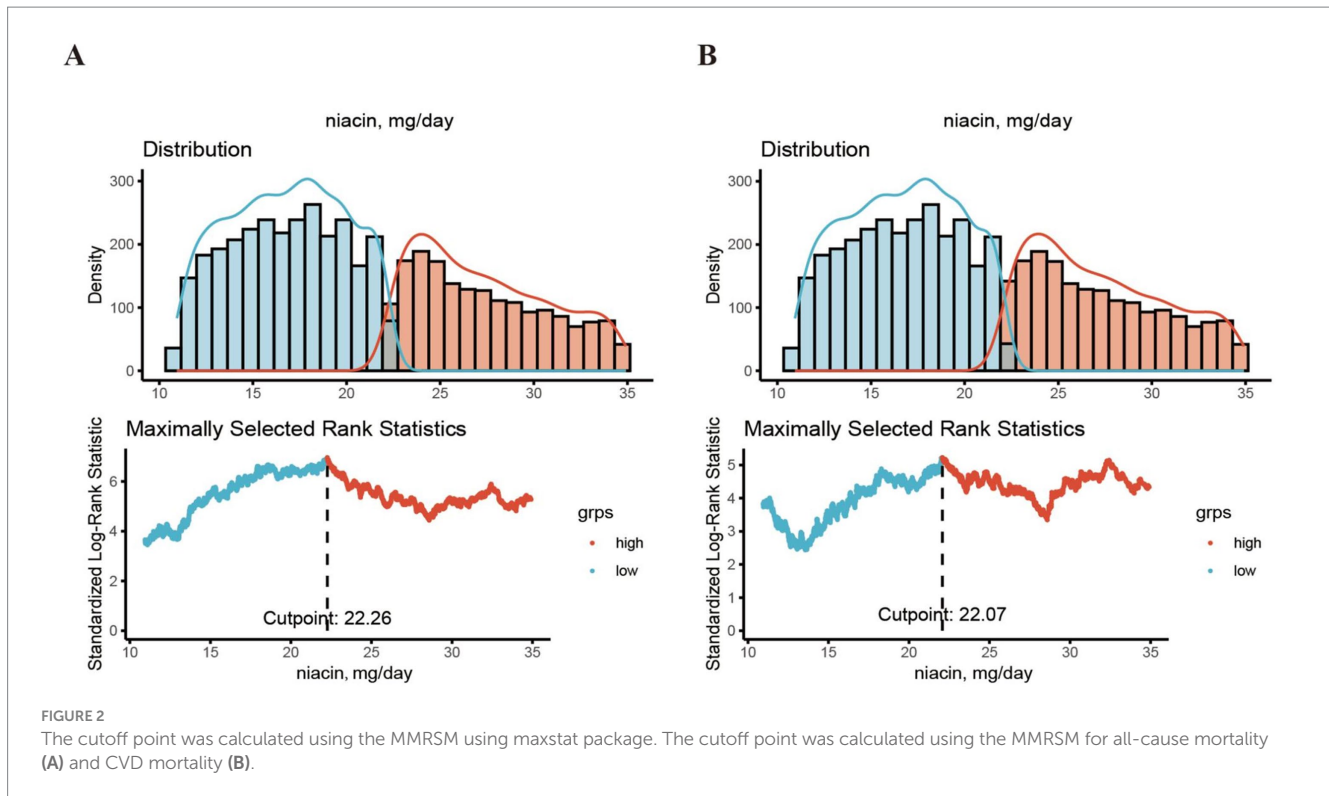 A
niacin, mg/day
Distribution
300
200
100
0
Density
10 15 20 25 30 35
Maximally Selected Rank Statistics
6
4
2
0
Standardized Log-Rank Statistic
Cutpoint: 22.26
10 15 20 25 30 35
niacin, mg/day
grps
high
low
B
niacin, mg/day
Distribution
300
200
100
0
Density
10 15 20 25 30 35
Maximally Selected Rank Statistics
5
4
3
2
1
0
Standardized Log-Rank Statistic
Cutpoint: 22.07
10 15 20 25 30 35
niacin, mg/day
grps
high
low
FIGURE 2
The cutoff point was calculated using the MMRSM using maxstat package. The cutoff point was calculated using the MMRSM for all-cause mortality
(A) and CVD mortality (B).